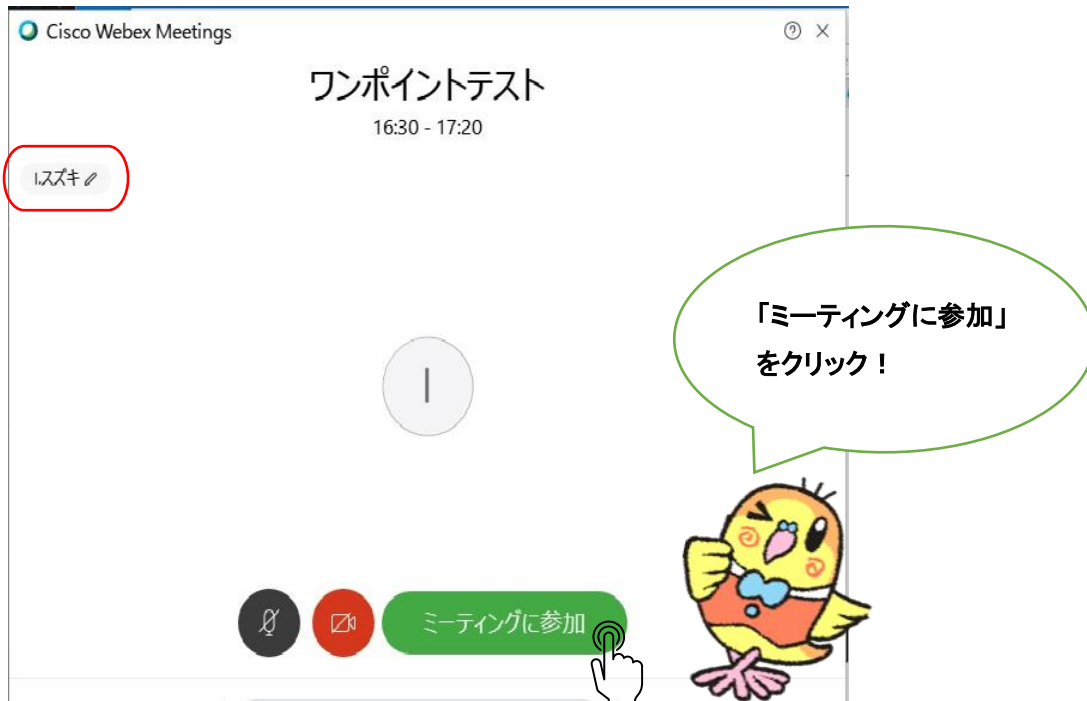 Cisco Webex Meetings
ワンポイントテスト
16:30 - 17:20
I.スズキ
「ミーティングに参加」
をクリック！
I
ミーティングに参加